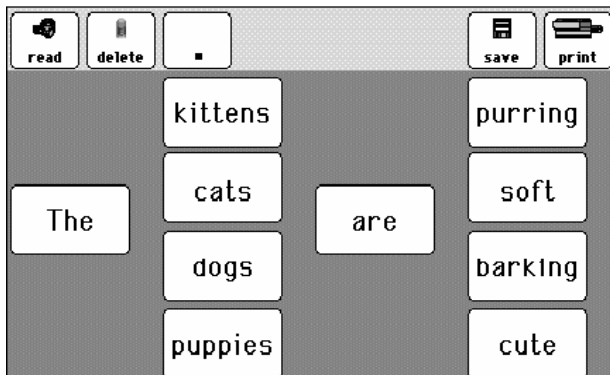 read delete . save print
kittens purring
cats soft
The are
dogs barking
puppies cute